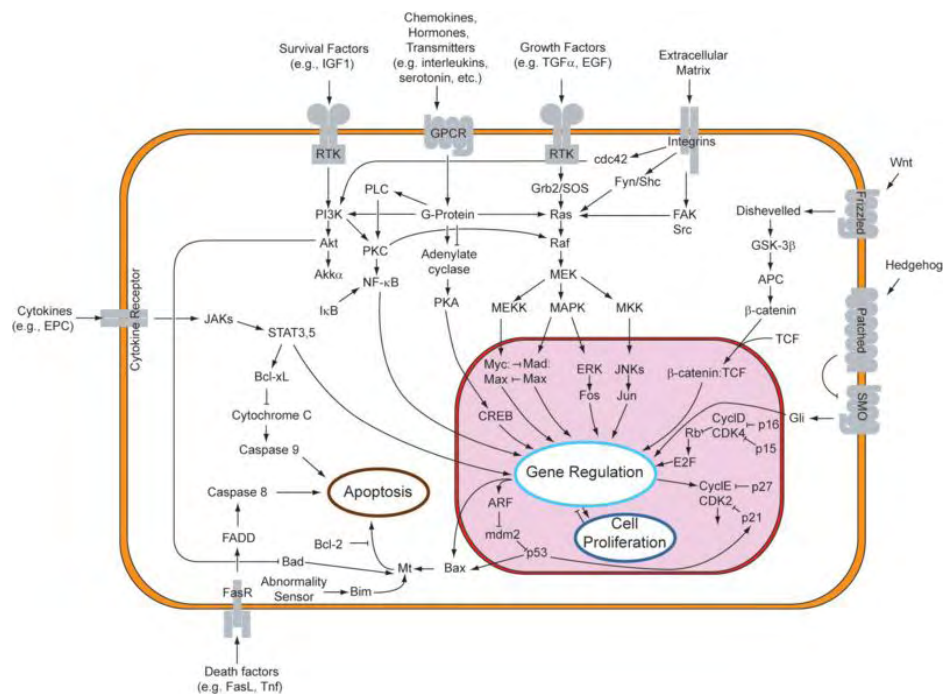 Chemokines,
Hormones,
Transmitters
(e.g. interleukins,
serotonin, etc.)
Survival Factors
(e.g., IGF1)
Growth Factors
(e.g. TGFα, EGF)
Extracellular
Matrix
RTK
GPCR
RTK
Integrins
cdc42
Grb2/SOS
Fyn/Shc
PLC
PI3K
G-Protein
Ras
FAK
Src
Akt
PKC
Adenylate
cyclase
Raf
Akkα
NF-κB
MEK
IκB
PKA
MEKK
MAPK
MKK
Wnt
Frizzled
Dishevelled
GSK-3β
APC
β-catenin
TCF
Hedgehog
Patched
SMO
Gli
Cytokines
(e.g., EPC)
Cytokine Receptor
JAKs
STAT3,5
Bcl-xL
Cytochrome C
Caspase 9
Caspase 8
Apoptosis
FADD
Bcl-2
Bad
Mt
Bax
FasR
Abnormality
Sensor
Bim
Death factors
(e.g. FasL, Tnf)
Myc: Mad:
Max Max
ERK
Fos
JNKs
Jun
β-catenin:TCF
CREB
Gene Regulation
Rb
CyclD
CDK4
p16
p15
E2F
CyclE
CDK2
p27
p21
ARF
mdm2
p53
Cell
Proliferation